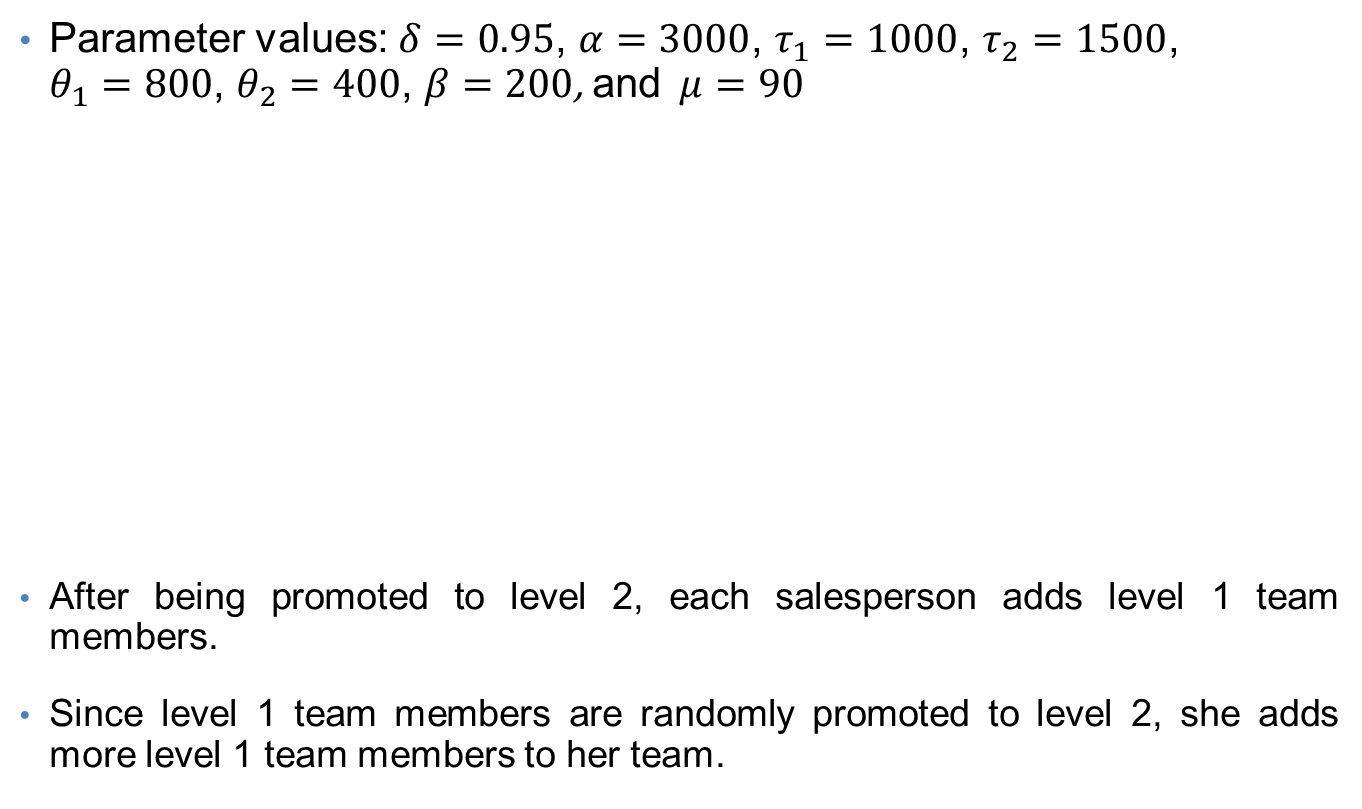 • Parameter values: δ = 0.95, α = 3000, τ₁ = 1000, τ₂ = 1500,
θ₁ = 800, θ₂ = 400, β = 200, and μ = 90
• After being promoted to level 2, each salesperson adds level 1 team
members.
• Since level 1 team members are randomly promoted to level 2, she adds
more level 1 team members to her team.